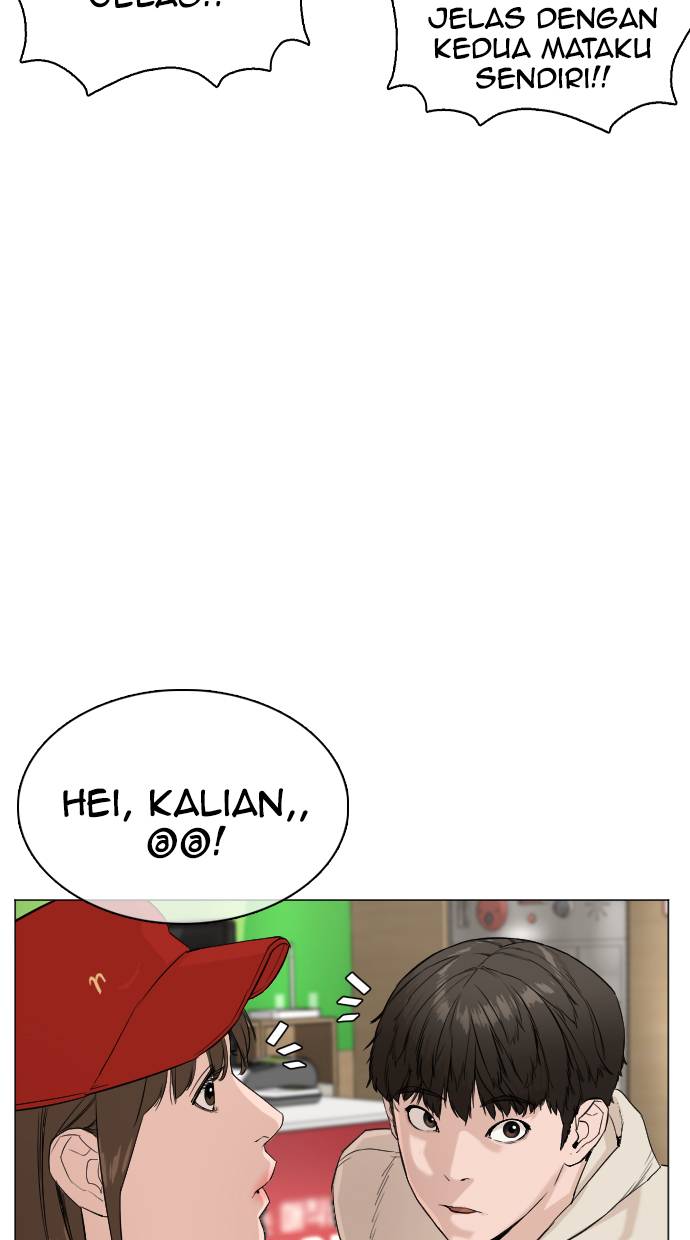 JELAS DENGAN
KEDUA MATAKU
SENDIRI!!
HEI, KALIAN,,
@@!
n